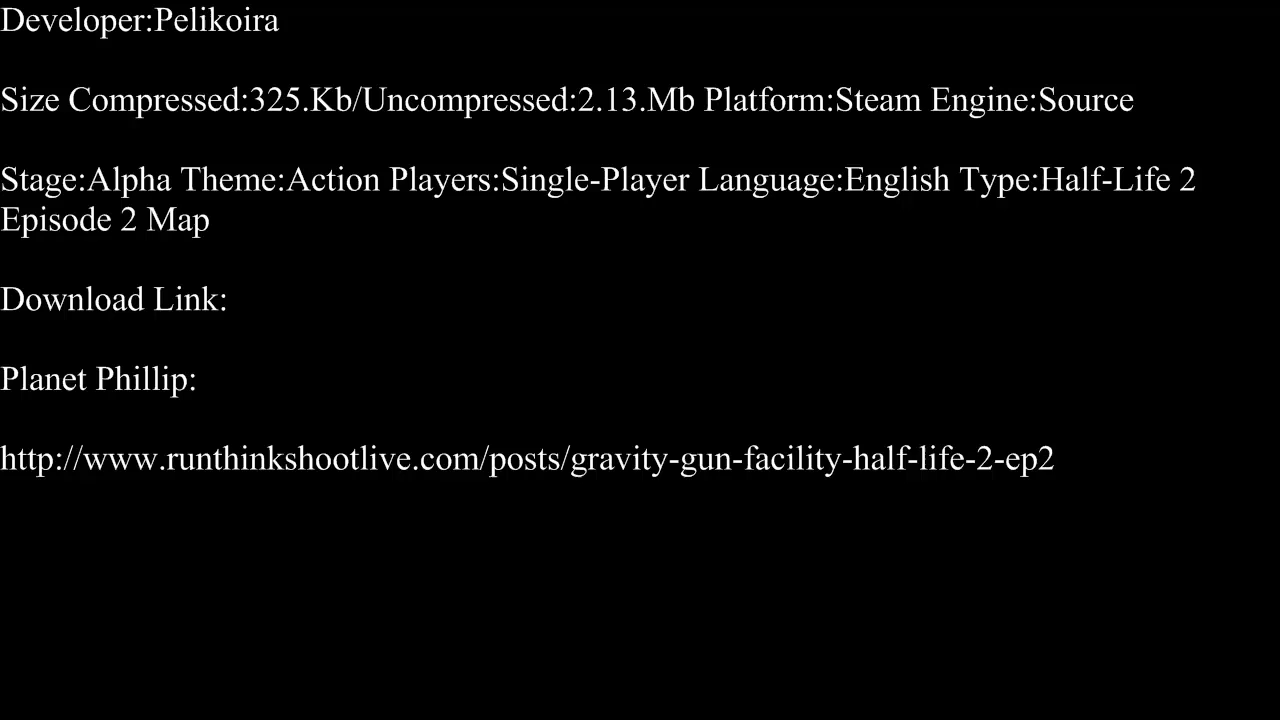 Developer:Pelikoira
Size Compressed:325.Kb/Uncompressed:2.13.Mb Platform:Steam Engine:Source
Stage:Alpha Theme:Action Players:Single-Player Language:English Type:Half-Life 2
Episode 2 Map
Download Link:
Planet Phillip:
http://www.runthinkshootlive.com/posts/gravity-gun-facility-half-life-2-ep2